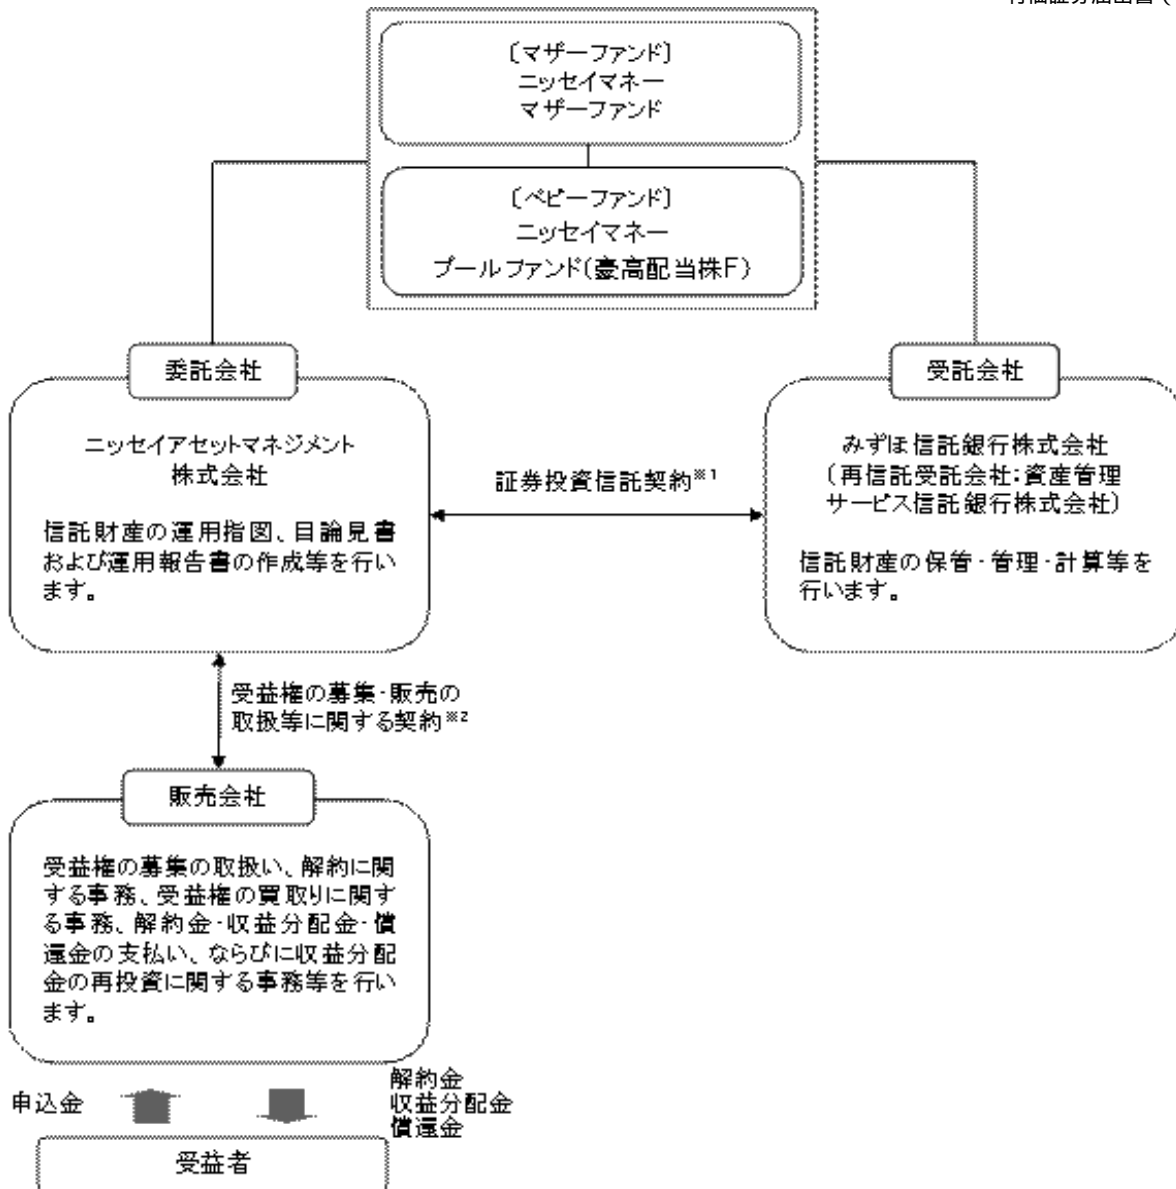 〔マザーファンド〕
ニッセイマネー
マザーファンド
〔ベビーファンド〕
ニッセイマネー
プールファンド(豪高配当株F)
委託会社
受託会社
ニッセイアセットマネジメント
株式会社
信託財産の運用指図、目論見書
および運用報告書の作成等を行い
ます。
証券投資信託契約※1
みずほ信託銀行株式会社
(再信託受託会社:資産管理
サービス信託銀行株式会社)
信託財産の保管・管理・計算等を
行います。
受益権の募集・販売の
取扱等に関する契約※2
販売会社
受益権の募集の取扱い、解約に関
する事務、受益権の買取りに関す
る事務、解約金・収益分配金・償
還金の支払い、ならびに収益分配
金の再投資に関する事務等を行い
ます。
申込金
解約金
収益分配金
償還金
受益者